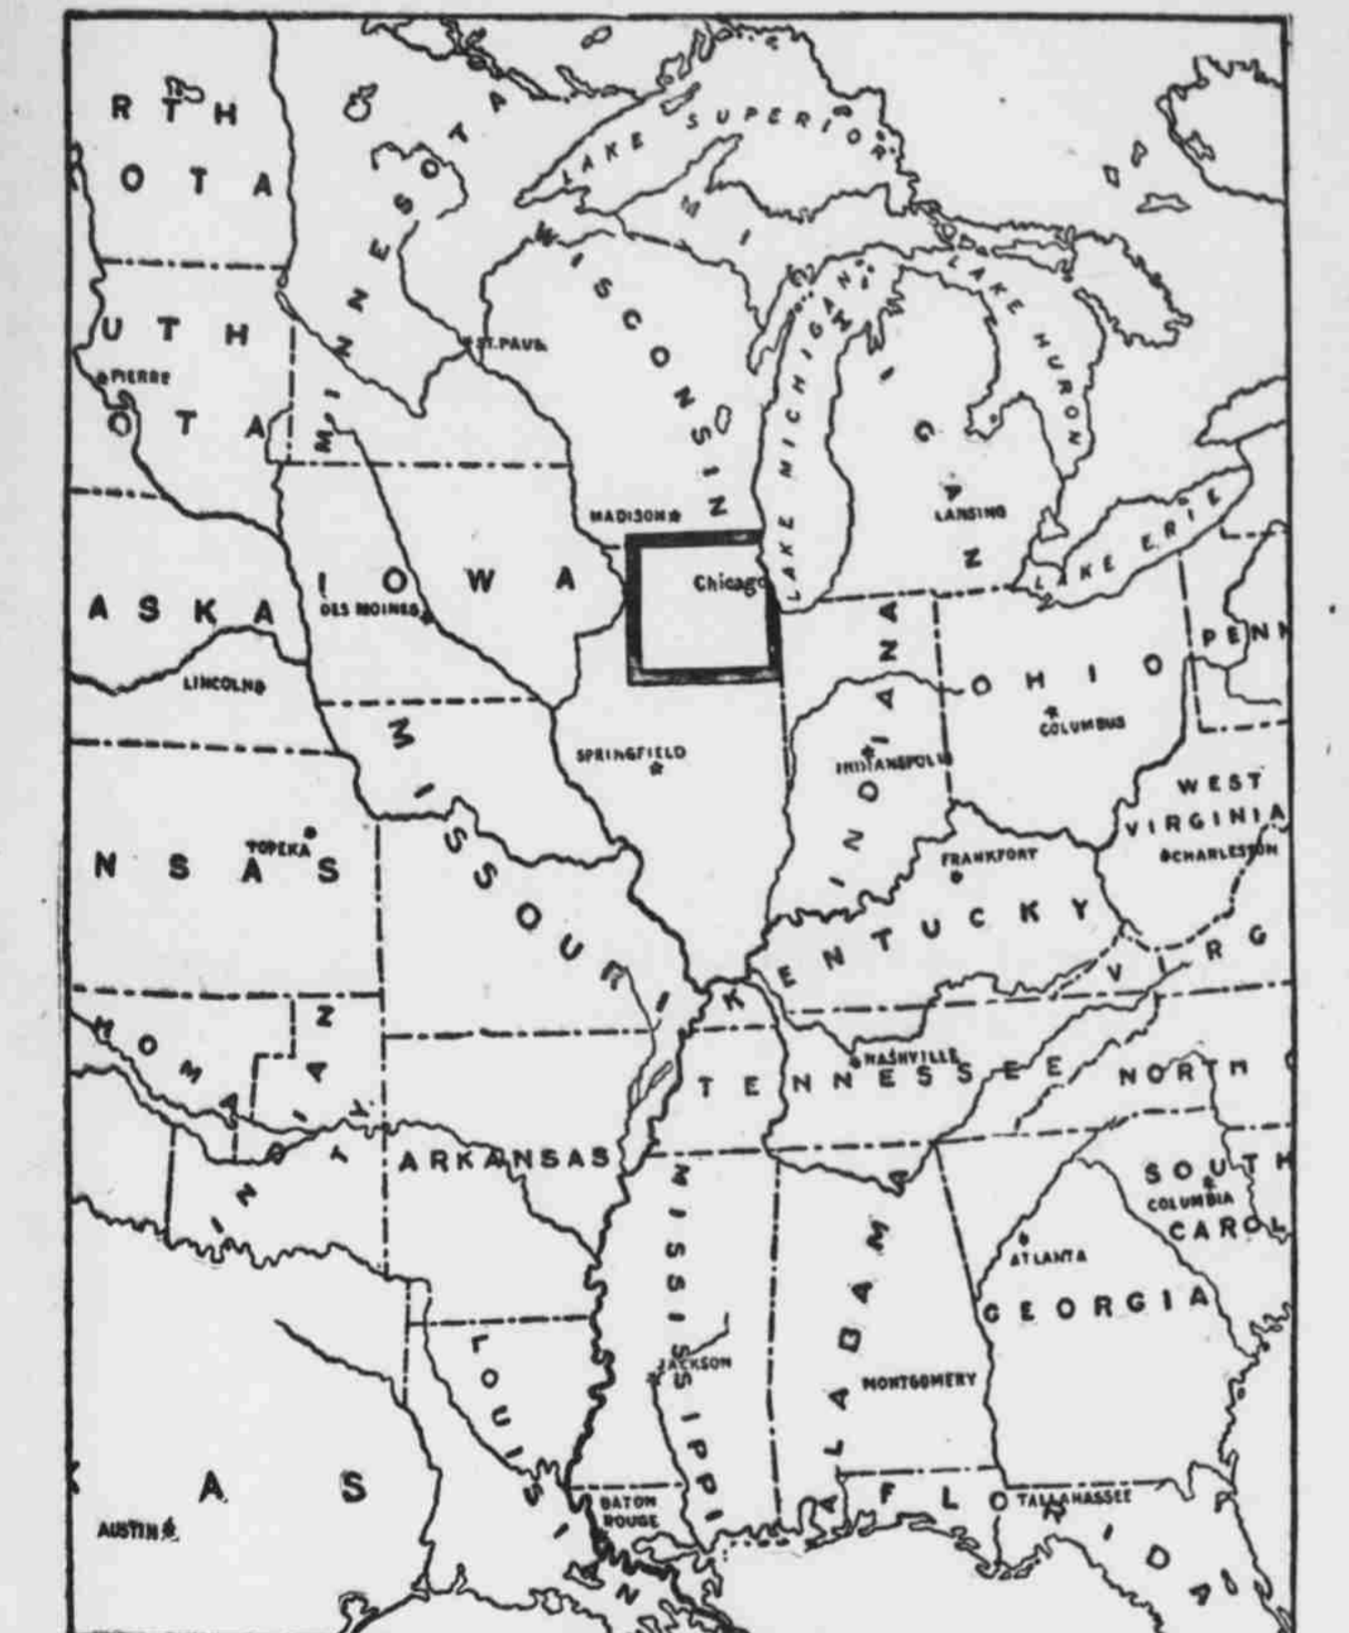 RTH
OTA
MINNESOTA
LAKE SUPERIOR
MICHIGAN
WISCONSIN
LAKE MICHIGAN
LAKE HURON
UTH
OTA
PIERRE
ST. PAUL
MADISON
LANSING
LAKE ERIE
Chicago
IOWA
DES MOINES
ASKA
LINCOLN
INDIANA
INDIANAPOLIS
OHIO
COLUMBUS
PENN
SPRINGFIELD
MISSOURI
NSAS
TOPEKA
WEST
VIRGINIA
CHARLESTON
FRANKFORT
KENTUCKY
VIRG
NASHVILLE
TENNESSEE
NORTH C
HOMA
IND
ARKANSAS
SOUTH
COLUMBIA
CAROL
ATLANTA
GEORGIA
MISSISSIPPI
JACKSON
ALABAMA
MONTGOMERY
LOUISIAN
BATON
ROUGE
FLORIDA
TALLAHASSEE
AS
AUSTIN